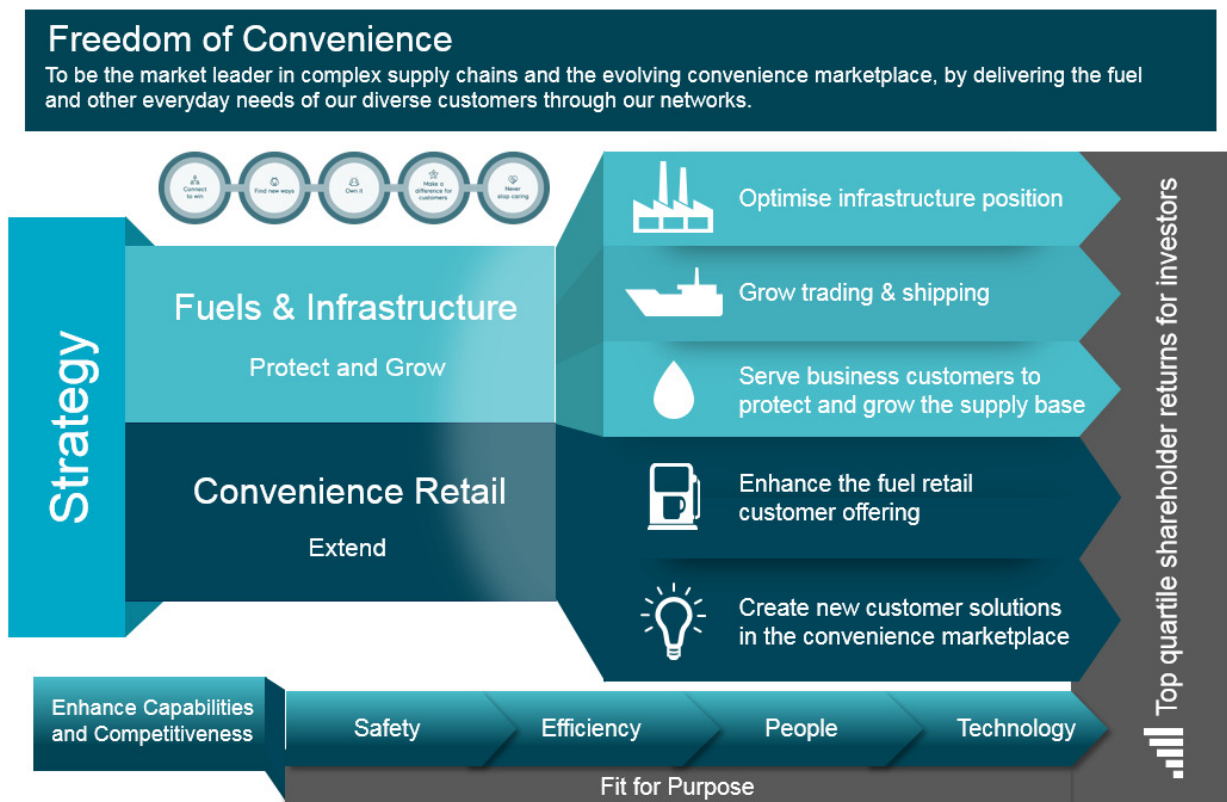 Freedom of Convenience
To be the market leader in complex supply chains and the evolving convenience marketplace, by delivering the fuel
and other everyday needs of our diverse customers through our networks.
Connect
to win
Find new ways
Own it
Make a
difference for
customers
Never
stop caring
Strategy
Fuels & Infrastructure
Protect and Grow
Convenience Retail
Extend
Optimise infrastructure position
Grow trading & shipping
Serve business customers to
protect and grow the supply base
Enhance the fuel retail
customer offering
Create new customer solutions
in the convenience marketplace
Top quartile shareholder returns for investors
Enhance Capabilities
and Competitiveness
Safety
Efficiency
People
Technology
Fit for Purpose